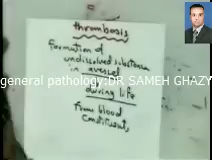 thrombosis
Formation of
undissolved substance
in a vessel
general pathology:DR SAMEH GHAZY
during life
from blood
constituents